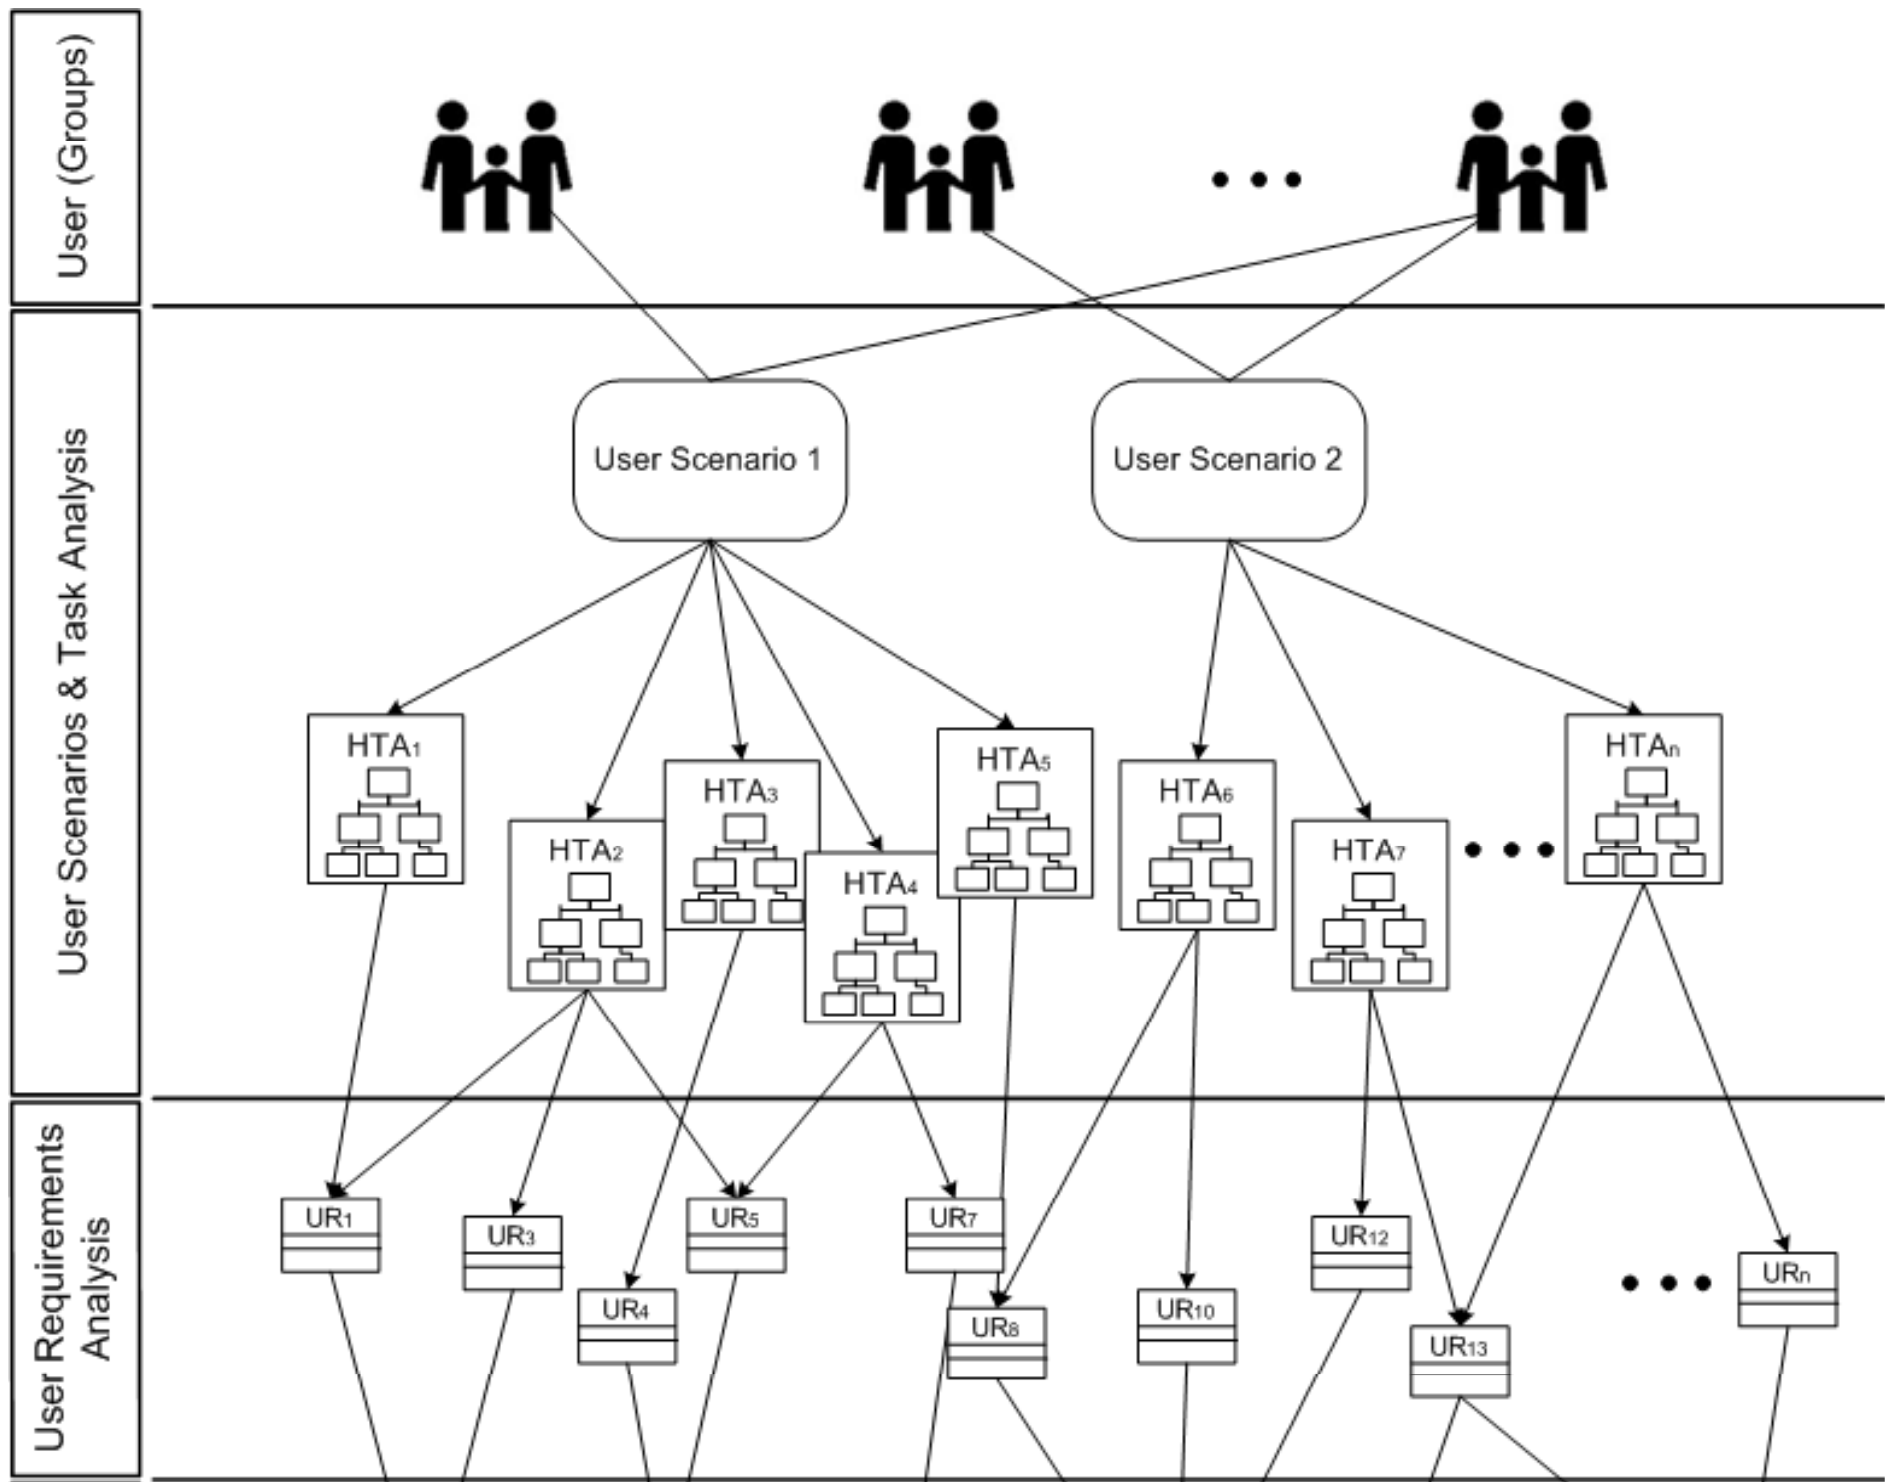 User (Groups)
User Scenarios & Task Analysis
User Scenario 1
User Scenario 2
HTA1
HTA2
HTA3
HTA4
HTA5
HTA6
HTA7
HTAn
User Requirements
Analysis
UR1
UR3
UR4
UR5
UR7
UR8
UR10
UR12
UR13
URn